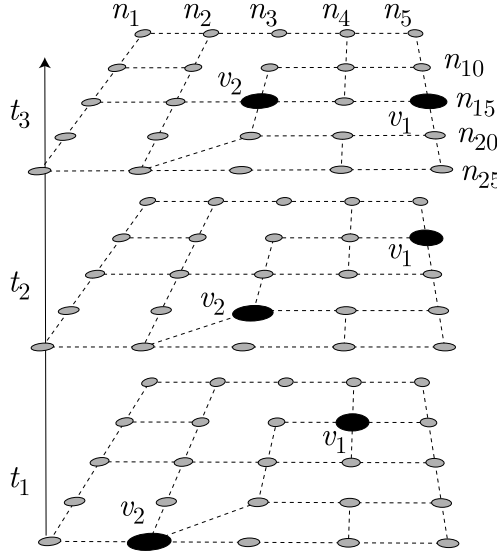 n₁ n₂ n₃ n₄ n₅
n₁₀
v₂
t₃ n₁₅
v₁
n₂₀
n₂₅
v₁
t₂
v₂
v₁
t₁
v₂